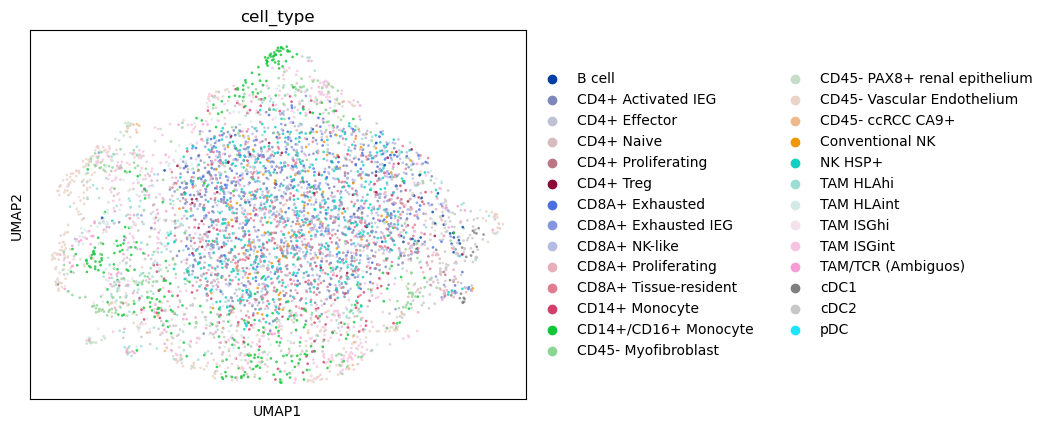 cell_type
UMAP2
UMAP1
B cell
CD4+ Activated IEG
CD4+ Effector
CD4+ Naive
CD4+ Proliferating
CD4+ Treg
CD8A+ Exhausted
CD8A+ Exhausted IEG
CD8A+ NK-like
CD8A+ Proliferating
CD8A+ Tissue-resident
CD14+ Monocyte
CD14+/CD16+ Monocyte
CD45- Myofibroblast
CD45- PAX8+ renal epithelium
CD45- Vascular Endothelium
CD45- ccRCC CA9+
Conventional NK
NK HSP+
TAM HLAhi
TAM HLAint
TAM ISGhi
TAM ISGint
TAM/TCR (Ambiguos)
cDC1
cDC2
pDC